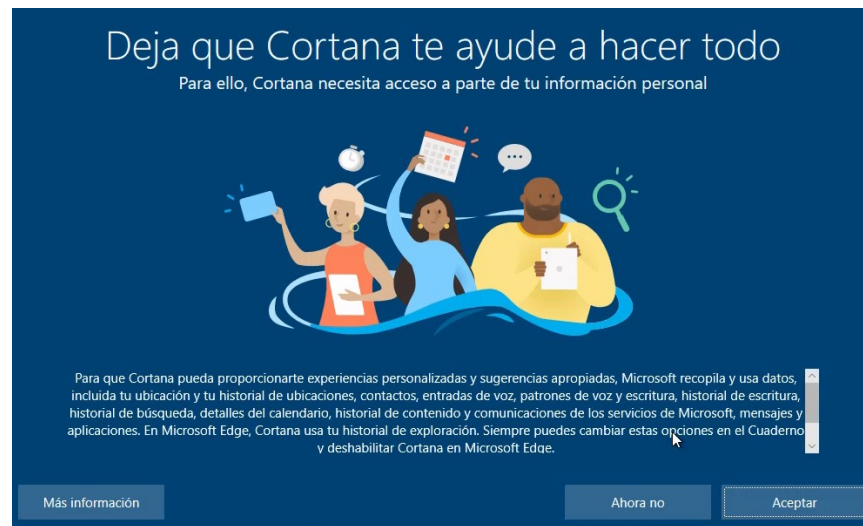 Deja que Cortana te ayude a hacer todo
Para ello, Cortana necesita acceso a parte de tu información personal
Para que Cortana pueda proporcionarte experiencias personalizadas y sugerencias apropiadas, Microsoft recopila y usa datos,
incluida tu ubicación y tu historial de ubicaciones, contactos, entradas de voz, patrones de voz y escritura, historial de escritura,
historial de búsqueda, detalles del calendario, historial de contenido y comunicaciones de los servicios de Microsoft, mensajes y
aplicaciones. En Microsoft Edge, Cortana usa tu historial de exploración. Siempre puedes cambiar estas opciones en el Cuaderno
y deshabilitar Cortana en Microsoft Edge.
Más información
Ahora no
Aceptar